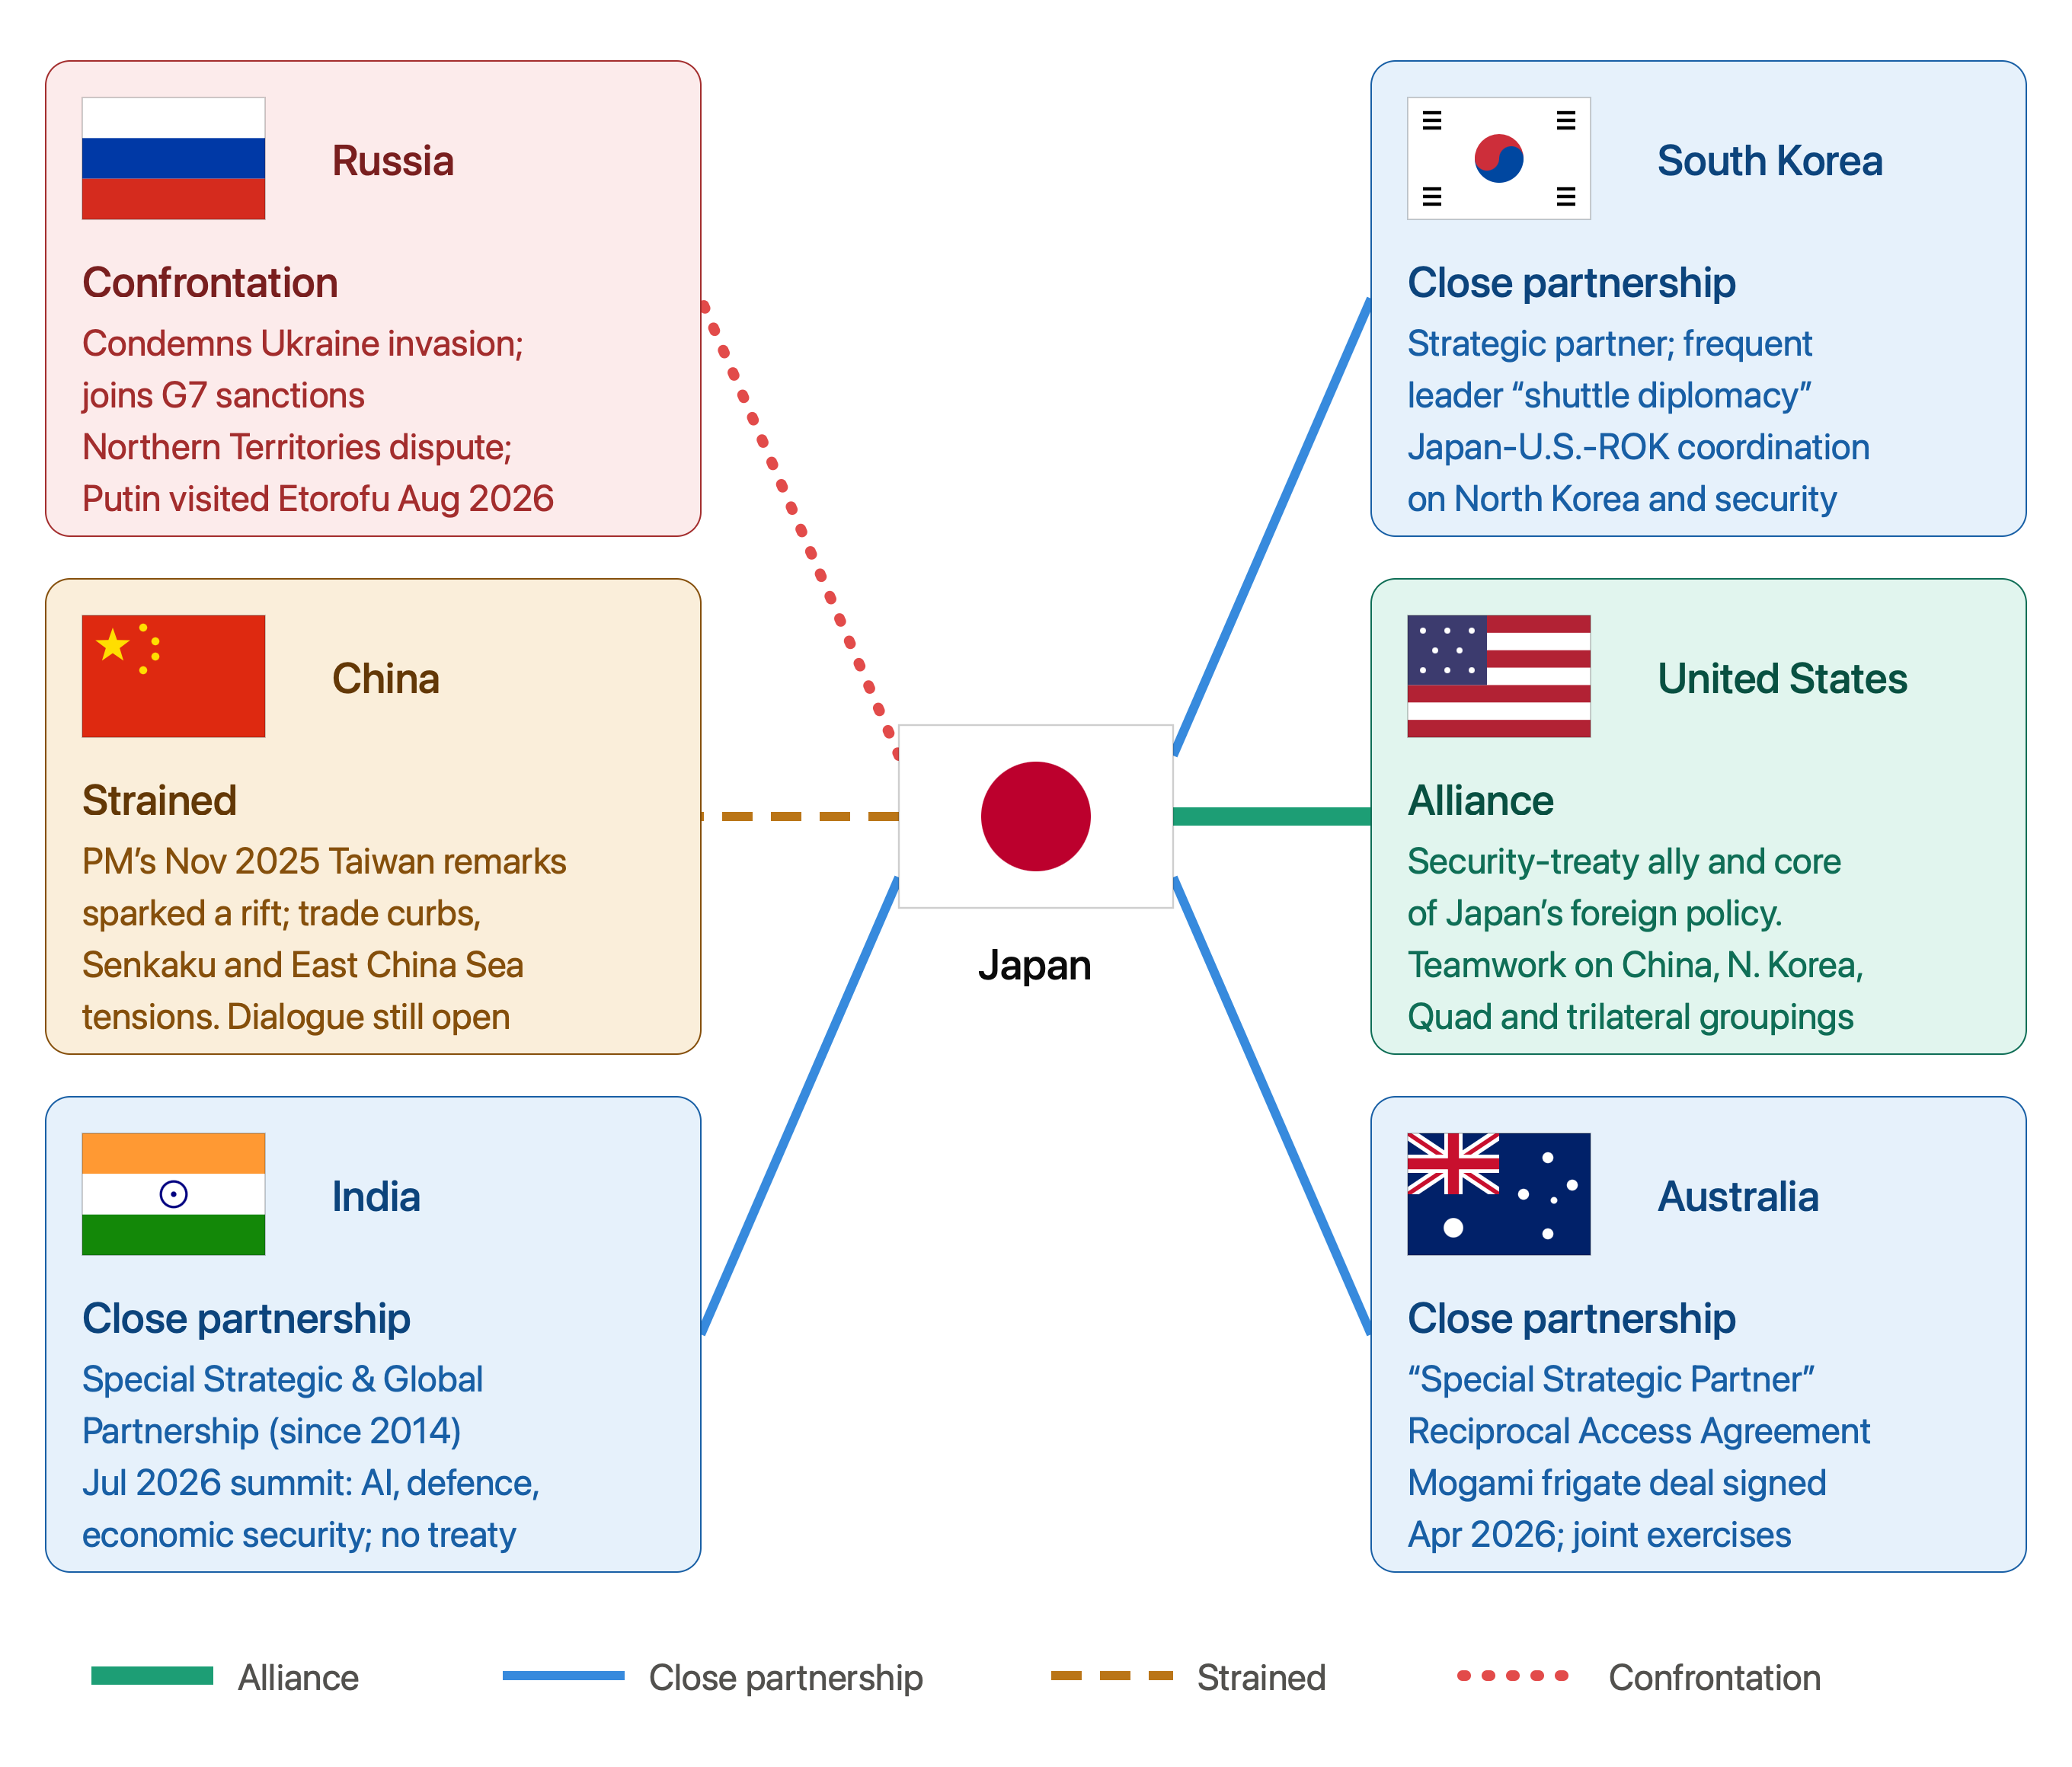 Russia
Confrontation
Condemns Ukraine invasion;
joins G7 sanctions
Northern Territories dispute;
Putin visited Etorofu Aug 2026
South Korea
Close partnership
Strategic partner; frequent
leader “shuttle diplomacy”
Japan-U.S.-ROK coordination
on North Korea and security
China
Strained
PM’s Nov 2025 Taiwan remarks
sparked a rift; trade curbs,
Senkaku and East China Sea
tensions. Dialogue still open
Japan
United States
Alliance
Security-treaty ally and core
of Japan’s foreign policy.
Teamwork on China, N. Korea,
Quad and trilateral groupings
India
Close partnership
Special Strategic & Global
Partnership (since 2014)
Jul 2026 summit: AI, defence,
economic security; no treaty
Australia
Close partnership
“Special Strategic Partner”
Reciprocal Access Agreement
Mogami frigate deal signed
Apr 2026; joint exercises
Alliance
Close partnership
Strained
Confrontation